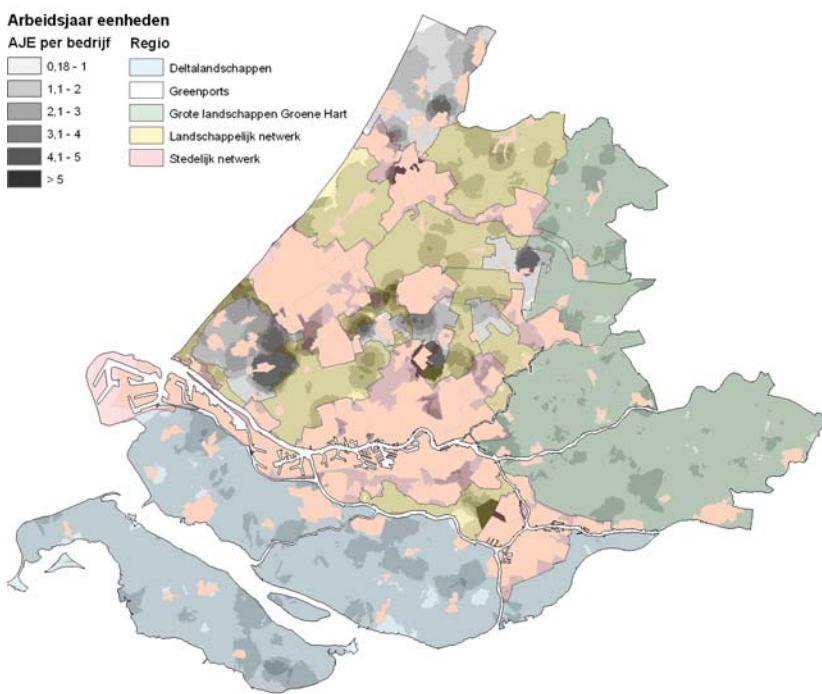 Arbeidsjaar eenheden
AJE per bedrijf Regio
0,18 - 1 Deltalandschappen
1,1 - 2 Greenports
2,1 - 3 Grote landschappen Groene Hart
3,1 - 4 Landschappelijk netwerk
4,1 - 5 Stedelijk netwerk
> 5